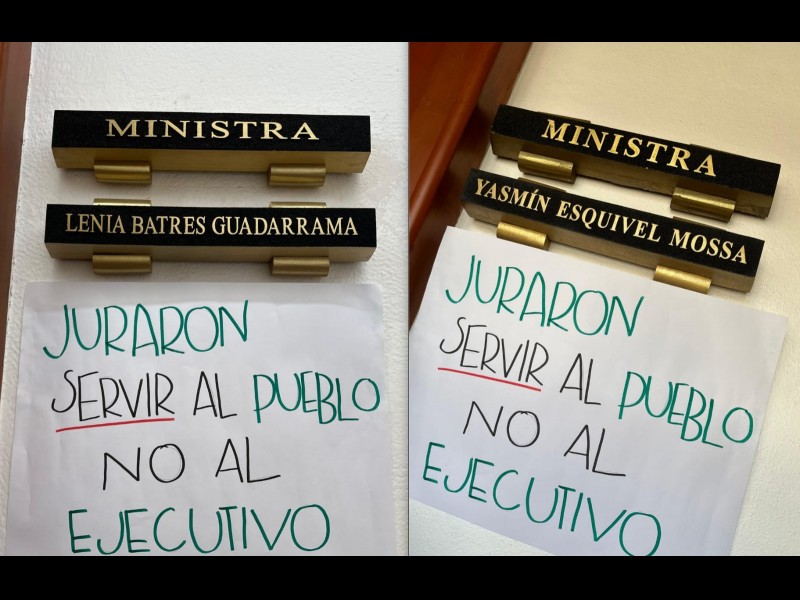 MINISTRA
LENIA BATRES GUADARRAMA
JURARON
SERVIR AL PUEBLO
NO AL
EJECUTIVO
MINISTRA
YASMÍN ESQUIVEL MOSSA
JURARON
SERVIR AL PUEBLO
NO AL
EJECUTIVO